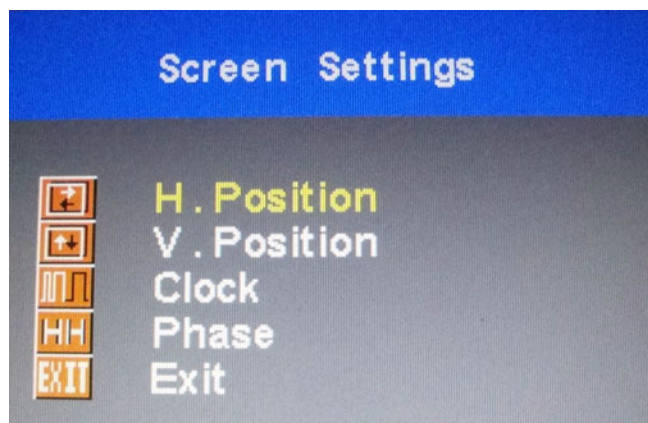 Screen Settings
H.Position
V.Position
Clock
Phase
EXIT Exit